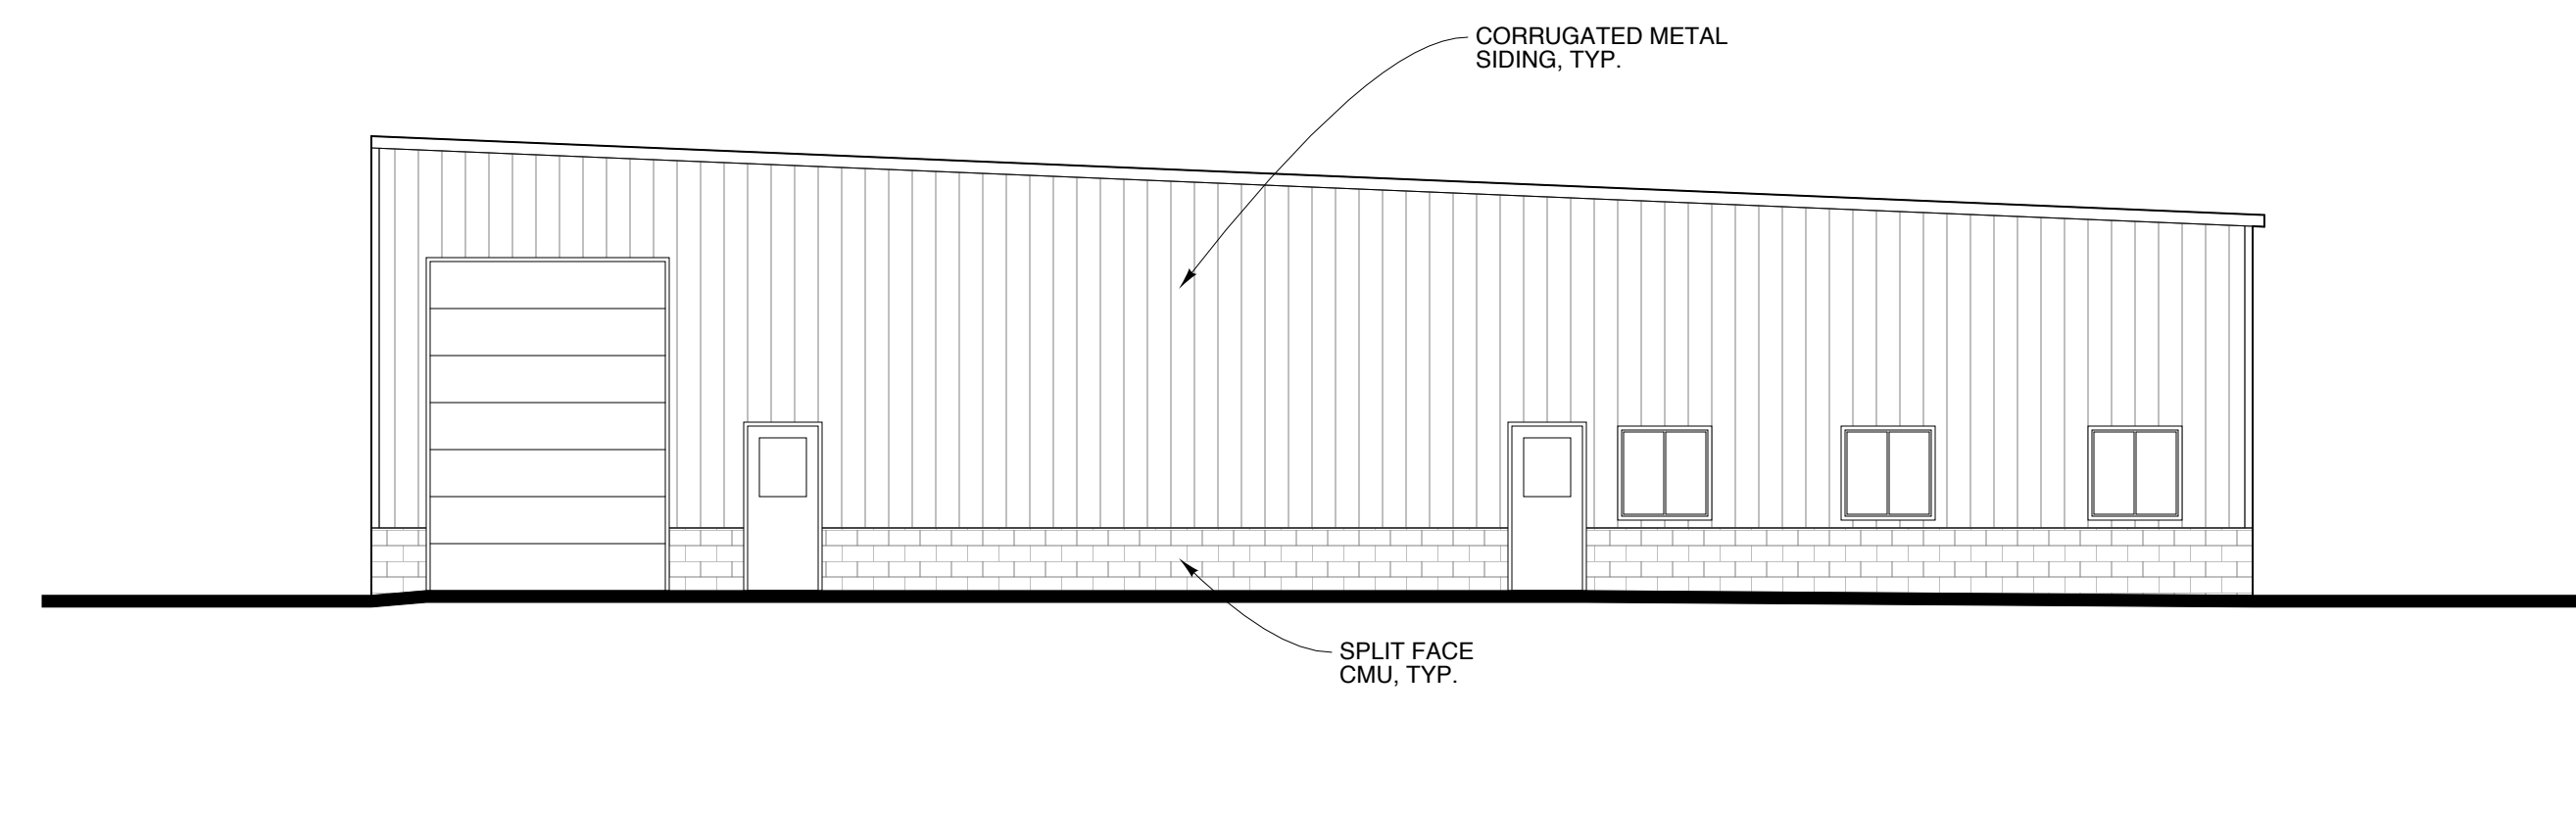 CORRUGATED METAL
SIDING, TYP.
SPLIT FACE
CMU, TYP.